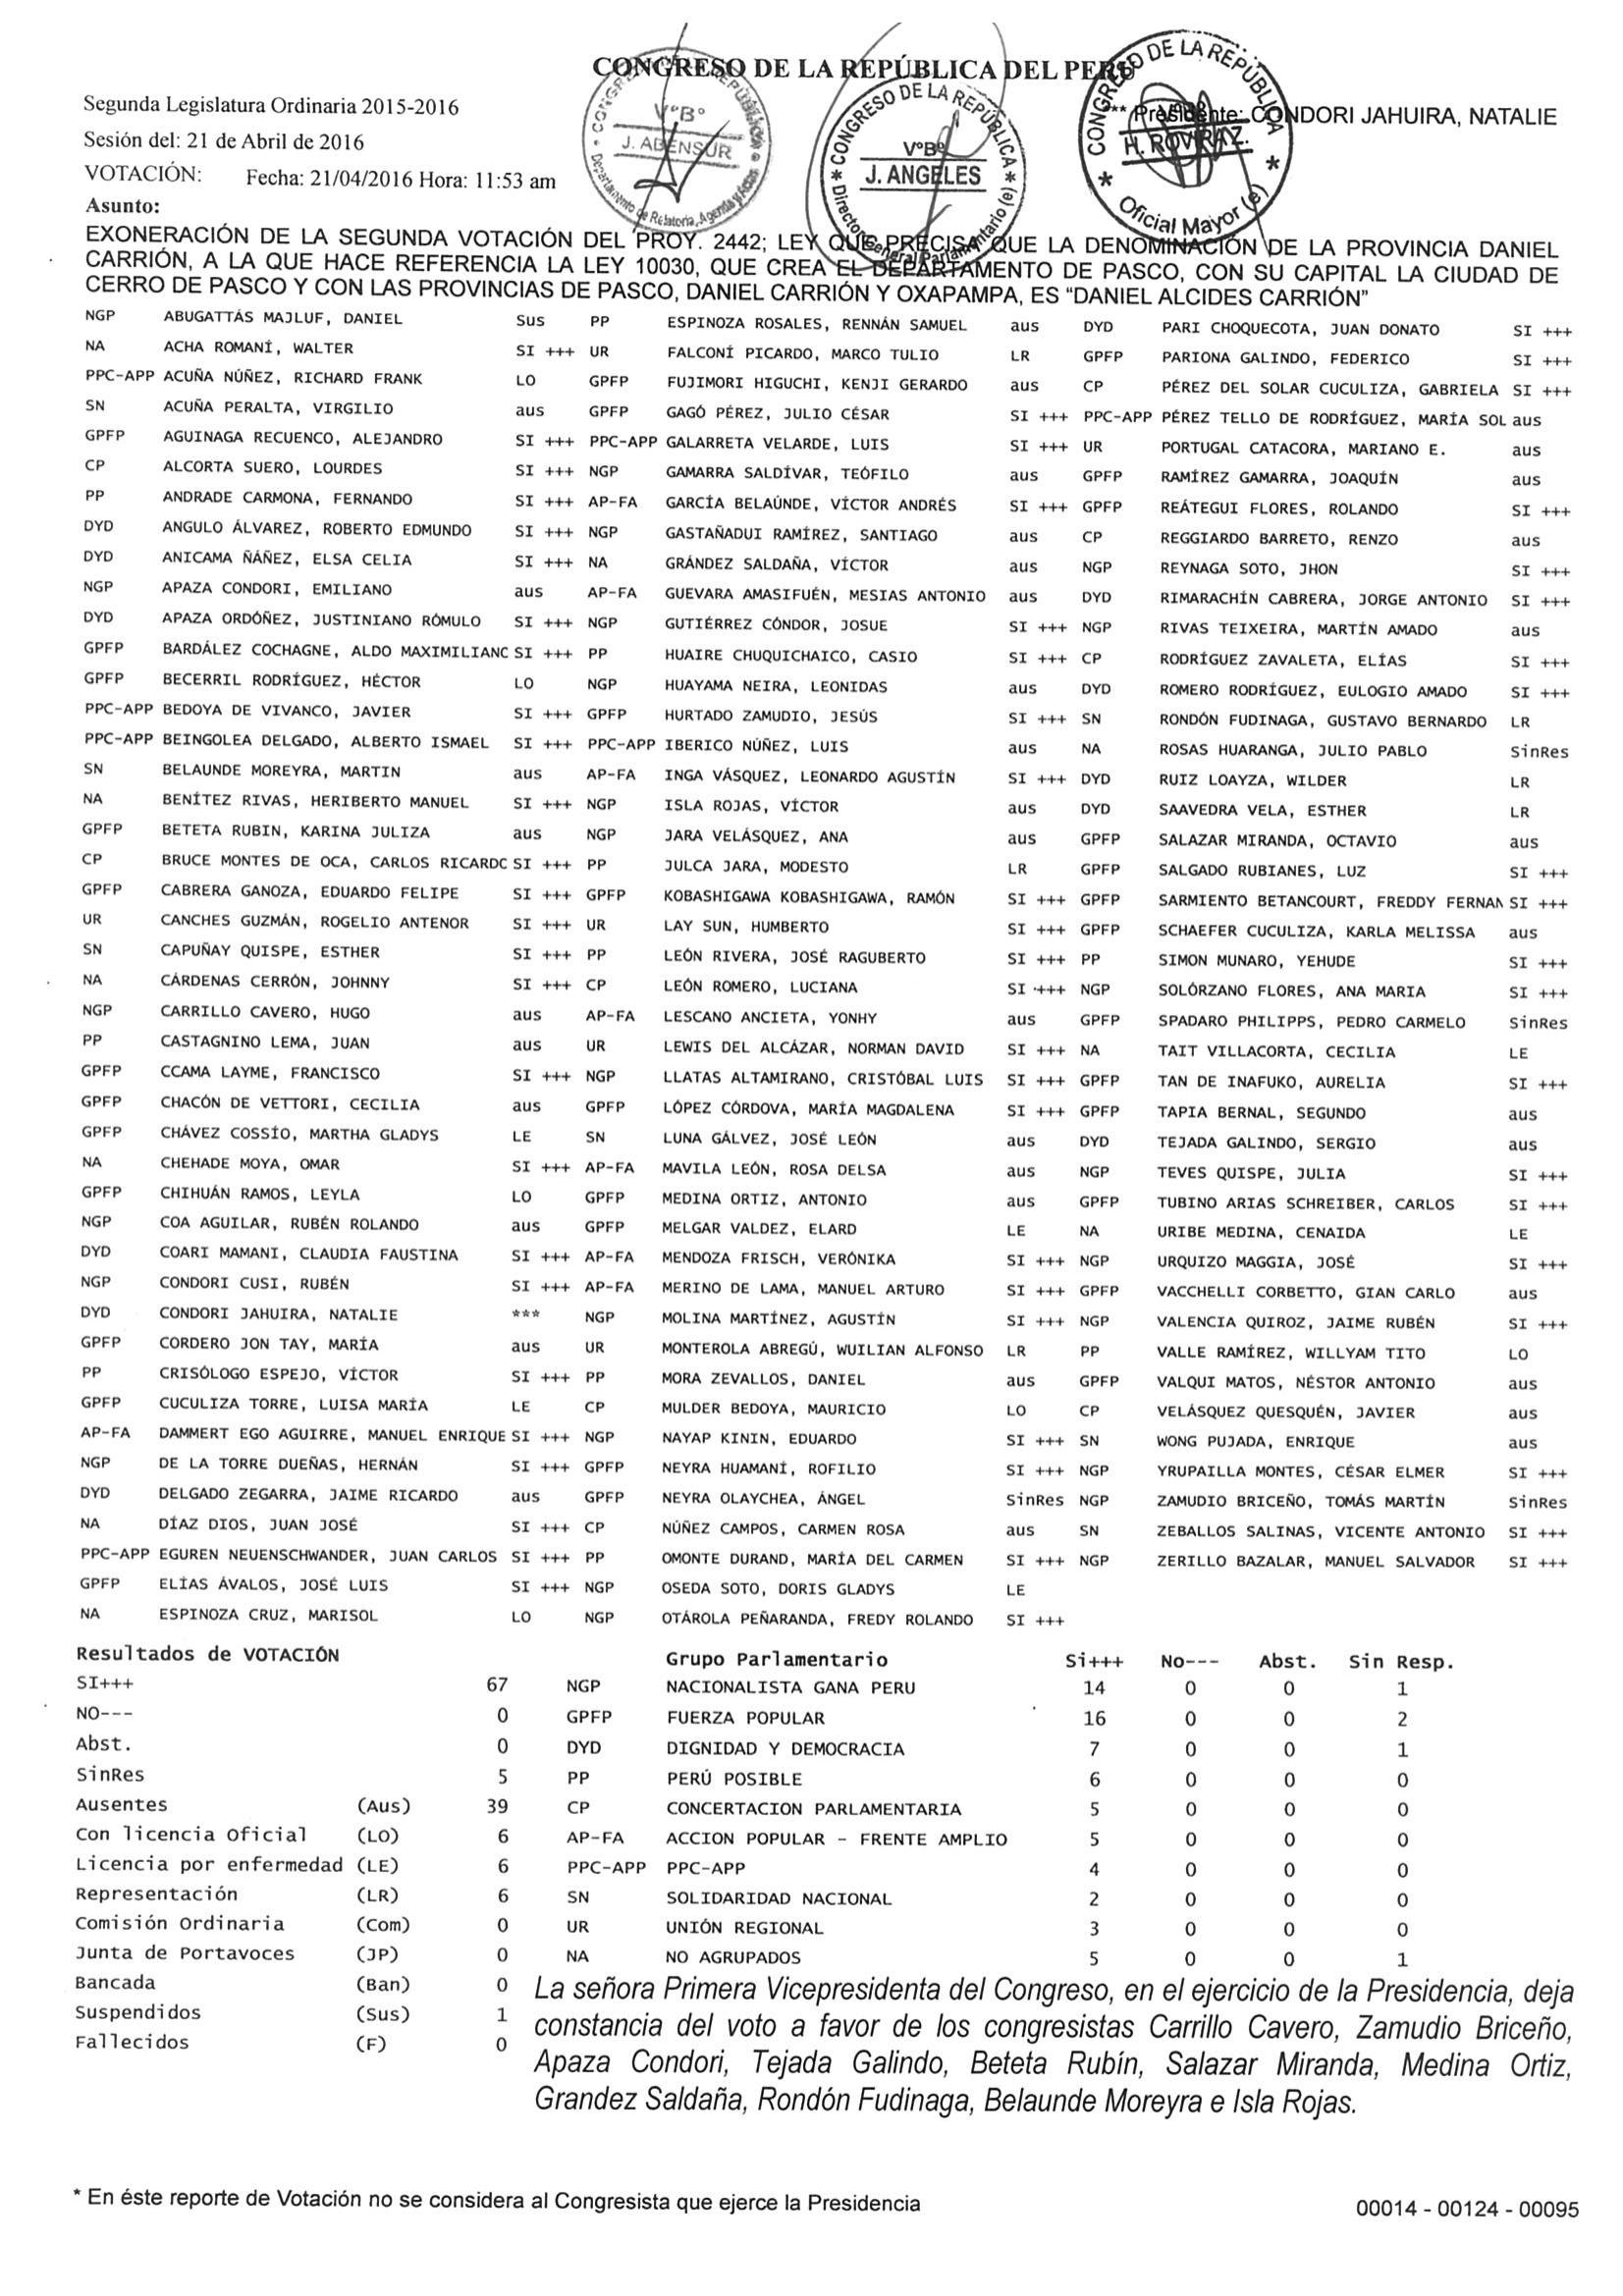 CONGRESO DE LA REPÚBLICA DEL PERÚ
Segunda Legislatura Ordinaria 2015-2016
*** Presidente: CONDORI JAHUIRA, NATALIE
Sesión del: 21 de Abril de 2016
VOTACIÓN: Fecha: 21/04/2016 Hora: 11:53 am
V°B°
J. ABENSUR
Departamento de Relatoría, Agenda y Actas
CONGRESO DE LA REPÚBLICA
V°B°
J. ANGELES
Director General Parlamentario (e)
CONGRESO DE LA REPÚBLICA
H. ROVIRA Z.
Oficial Mayor (e)
Asunto:
EXONERACIÓN DE LA SEGUNDA VOTACIÓN DEL PROY. 2442; LEY QUE PRECISA QUE LA DENOMINACIÓN DE LA PROVINCIA DANIEL
CARRIÓN, A LA QUE HACE REFERENCIA LA LEY 10030, QUE CREA EL DEPARTAMENTO DE PASCO, CON SU CAPITAL LA CIUDAD DE
CERRO DE PASCO Y CON LAS PROVINCIAS DE PASCO, DANIEL CARRIÓN Y OXAPAMPA, ES “DANIEL ALCIDES CARRIÓN”
NGP ABUGATTÁS MAJLUF, DANIEL Sus PP ESPINOZA ROSALES, RENNÁN SAMUEL aus DYD PARI CHOQUECOTA, JUAN DONATO SI +++
NA ACHA ROMANÍ, WALTER SI +++ UR FALCONÍ PICARDO, MARCO TULIO LR GPFP PARIONA GALINDO, FEDERICO SI +++
PPC-APP ACUÑA NÚÑEZ, RICHARD FRANK LO GPFP FUJIMORI HIGUCHI, KENJI GERARDO aus CP PÉREZ DEL SOLAR CUCULIZA, GABRIELA SI +++
SN ACUÑA PERALTA, VIRGILIO aus GPFP GAGÓ PÉREZ, JULIO CÉSAR SI +++ PPC-APP PÉREZ TELLO DE RODRÍGUEZ, MARÍA SOL aus
GPFP AGUINAGA RECUENCO, ALEJANDRO SI +++ PPC-APP GALARRETA VELARDE, LUIS SI +++ UR PORTUGAL CATACORA, MARIANO E. aus
CP ALCORTA SUERO, LOURDES SI +++ NGP GAMARRA SALDÍVAR, TEÓFILO aus GPFP RAMÍREZ GAMARRA, JOAQUÍN aus
PP ANDRADE CARMONA, FERNANDO SI +++ AP-FA GARCÍA BELAÚNDE, VÍCTOR ANDRÉS SI +++ GPFP REÁTEGUI FLORES, ROLANDO SI +++
DYD ANGULO ÁLVAREZ, ROBERTO EDMUNDO SI +++ NGP GASTAÑADUI RAMÍREZ, SANTIAGO aus CP REGGIARDO BARRETO, RENZO aus
DYD ANICAMA ÑÁÑEZ, ELSA CELIA SI +++ NA GRÁNDEZ SALDAÑA, VÍCTOR aus NGP REYNAGA SOTO, JHON SI +++
NGP APAZA CONDORI, EMILIANO aus AP-FA GUEVARA AMASIFUÉN, MESIAS ANTONIO aus DYD RIMARACHÍN CABRERA, JORGE ANTONIO SI +++
DYD APAZA ORDÓÑEZ, JUSTINIANO RÓMULO SI +++ NGP GUTIÉRREZ CÓNDOR, JOSUE SI +++ NGP RIVAS TEIXEIRA, MARTÍN AMADO aus
GPFP BARDÁLEZ COCHAGNE, ALDO MAXIMILIANO SI +++ PP HUAIRE CHUQUICHAICO, CASIO SI +++ CP RODRÍGUEZ ZAVALETA, ELÍAS SI +++
GPFP BECERRIL RODRÍGUEZ, HÉCTOR LO NGP HUAYAMA NEIRA, LEONIDAS aus DYD ROMERO RODRÍGUEZ, EULOGIO AMADO SI +++
PPC-APP BEDOYA DE VIVANCO, JAVIER SI +++ GPFP HURTADO ZAMUDIO, JESÚS SI +++ SN RONDÓN FUDINAGA, GUSTAVO BERNARDO LR
PPC-APP BEINGOLEA DELGADO, ALBERTO ISMAEL SI +++ PPC-APP IBERICO NÚÑEZ, LUIS aus NA ROSAS HUARANGA, JULIO PABLO SinRes
SN BELAUNDE MOREYRA, MARTIN aus AP-FA INGA VÁSQUEZ, LEONARDO AGUSTÍN SI +++ DYD RUIZ LOAYZA, WILDER LR
NA BENÍTEZ RIVAS, HERIBERTO MANUEL SI +++ NGP ISLA ROJAS, VÍCTOR aus DYD SAAVEDRA VELA, ESTHER LR
GPFP BETETA RUBIN, KARINA JULIZA aus NGP JARA VELÁSQUEZ, ANA aus GPFP SALAZAR MIRANDA, OCTAVIO aus
CP BRUCE MONTES DE OCA, CARLOS RICARDO SI +++ PP JULCA JARA, MODESTO LR GPFP SALGADO RUBIANES, LUZ SI +++
GPFP CABRERA GANOZA, EDUARDO FELIPE SI +++ GPFP KOBASHIGAWA KOBASHIGAWA, RAMÓN SI +++ GPFP SARMIENTO BETANCOURT, FREDDY FERNAN SI +++
UR CANCHES GUZMÁN, ROGELIO ANTENOR SI +++ UR LAY SUN, HUMBERTO SI +++ GPFP SCHAEFER CUCULIZA, KARLA MELISSA aus
SN CAPUÑAY QUISPE, ESTHER SI +++ PP LEÓN RIVERA, JOSÉ RAGUBERTO SI +++ PP SIMON MUNARO, YEHUDE SI +++
NA CÁRDENAS CERRÓN, JOHNNY SI +++ CP LEÓN ROMERO, LUCIANA SI +++ NGP SOLÓRZANO FLORES, ANA MARIA SI +++
NGP CARRILLO CAVERO, HUGO aus AP-FA LESCANO ANCIETA, YONHY aus GPFP SPADARO PHILIPPS, PEDRO CARMELO SinRes
PP CASTAGNINO LEMA, JUAN aus UR LEWIS DEL ALCÁZAR, NORMAN DAVID SI +++ NA TAIT VILLACORTA, CECILIA LE
GPFP CCAMA LAYME, FRANCISCO SI +++ NGP LLATAS ALTAMIRANO, CRISTÓBAL LUIS SI +++ GPFP TAN DE INAFUKO, AURELIA SI +++
GPFP CHACÓN DE VETTORI, CECILIA aus GPFP LÓPEZ CÓRDOVA, MARÍA MAGDALENA SI +++ GPFP TAPIA BERNAL, SEGUNDO aus
GPFP CHÁVEZ COSSÍO, MARTHA GLADYS LE SN LUNA GÁLVEZ, JOSÉ LEÓN aus DYD TEJADA GALINDO, SERGIO aus
NA CHEHADE MOYA, OMAR SI +++ AP-FA MAVILA LEÓN, ROSA DELSA aus NGP TEVES QUISPE, JULIA SI +++
GPFP CHIHUÁN RAMOS, LEYLA LO GPFP MEDINA ORTIZ, ANTONIO aus GPFP TUBINO ARIAS SCHREIBER, CARLOS SI +++
NGP COA AGUILAR, RUBÉN ROLANDO aus GPFP MELGAR VALDEZ, ELARD LE NA URIBE MEDINA, CENAIDA LE
DYD COARI MAMANI, CLAUDIA FAUSTINA SI +++ AP-FA MENDOZA FRISCH, VERÓNIKA SI +++ NGP URQUIZO MAGGIA, JOSÉ SI +++
NGP CONDORI CUSI, RUBÉN SI +++ AP-FA MERINO DE LAMA, MANUEL ARTURO SI +++ GPFP VACCHELLI CORBETTO, GIAN CARLO aus
DYD CONDORI JAHUIRA, NATALIE *** NGP MOLINA MARTÍNEZ, AGUSTÍN SI +++ NGP VALENCIA QUIROZ, JAIME RUBÉN SI +++
GPFP CORDERO JON TAY, MARÍA aus UR MONTEROLA ABREGÚ, WUILIAN ALFONSO LR PP VALLE RAMÍREZ, WILLYAM TITO LO
PP CRISÓLOGO ESPEJO, VÍCTOR SI +++ PP MORA ZEVALLOS, DANIEL aus GPFP VALQUI MATOS, NÉSTOR ANTONIO aus
GPFP CUCULIZA TORRE, LUISA MARÍA LE CP MULDER BEDOYA, MAURICIO LO CP VELÁSQUEZ QUESQUÉN, JAVIER aus
AP-FA DAMMERT EGO AGUIRRE, MANUEL ENRIQUE SI +++ NGP NAYAP KININ, EDUARDO SI +++ SN WONG PUJADA, ENRIQUE aus
NGP DE LA TORRE DUEÑAS, HERNÁN SI +++ GPFP NEYRA HUAMANÍ, ROFILIO SI +++ NGP YRUPAILLA MONTES, CÉSAR ELMER SI +++
DYD DELGADO ZEGARRA, JAIME RICARDO aus GPFP NEYRA OLAYCHEA, ÁNGEL SinRes NGP ZAMUDIO BRICEÑO, TOMÁS MARTÍN SinRes
NA DÍAZ DIOS, JUAN JOSÉ SI +++ CP NÚÑEZ CAMPOS, CARMEN ROSA aus SN ZEBALLOS SALINAS, VICENTE ANTONIO SI +++
PPC-APP EGUREN NEUENSCHWANDER, JUAN CARLOS SI +++ PP OMONTE DURAND, MARÍA DEL CARMEN SI +++ NGP ZERILLO BAZALAR, MANUEL SALVADOR SI +++
GPFP ELÍAS ÁVALOS, JOSÉ LUIS SI +++ NGP OSEDA SOTO, DORIS GLADYS LE
NA ESPINOZA CRUZ, MARISOL LO NGP OTÁROLA PEÑARANDA, FREDY ROLANDO SI +++
Resultados de VOTACIÓN Grupo Parlamentario Si+++ No--- Abst. Sin Resp.
SI+++ 67 NGP NACIONALISTA GANA PERU 14 0 0 1
NO--- 0 GPFP FUERZA POPULAR 16 0 0 2
Abst. 0 DYD DIGNIDAD Y DEMOCRACIA 7 0 0 1
SinRes 5 PP PERÚ POSIBLE 6 0 0 0
Ausentes (Aus) 39 CP CONCERTACION PARLAMENTARIA 5 0 0 0
Con licencia Oficial (LO) 6 AP-FA ACCION POPULAR - FRENTE AMPLIO 5 0 0 0
Licencia por enfermedad (LE) 6 PPC-APP PPC-APP 4 0 0 0
Representación (LR) 6 SN SOLIDARIDAD NACIONAL 2 0 0 0
Comisión Ordinaria (Com) 0 UR UNIÓN REGIONAL 3 0 0 0
Junta de Portavoces (JP) 0 NA NO AGRUPADOS 5 0 0 1
Bancada (Ban) 0
Suspendidos (Sus) 1
Fallecidos (F) 0
La señora Primera Vicepresidenta del Congreso, en el ejercicio de la Presidencia, deja
constancia del voto a favor de los congresistas Carrillo Cavero, Zamudio Briceño,
Apaza Condori, Tejada Galindo, Beteta Rubín, Salazar Miranda, Medina Ortiz,
Grandez Saldaña, Rondón Fudinaga, Belaunde Moreyra e Isla Rojas.
* En éste reporte de Votación no se considera al Congresista que ejerce la Presidencia
00014 - 00124 - 00095